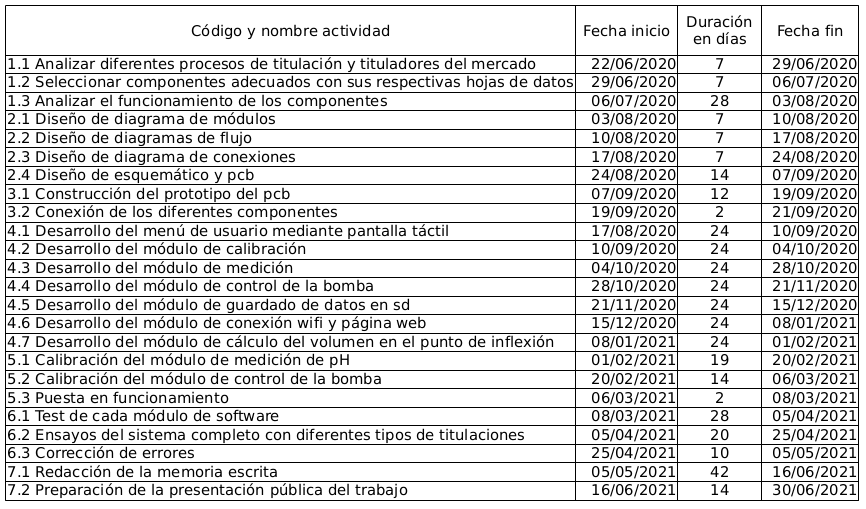 Código y nombre actividad Fecha inicio Duración en días Fecha fin
1.1 Analizar diferentes procesos de titulación y tituladores del mercado 22/06/2020 7 29/06/2020
1.2 Seleccionar componentes adecuados con sus respectivas hojas de datos 29/06/2020 7 06/07/2020
1.3 Analizar el funcionamiento de los componentes 06/07/2020 28 03/08/2020
2.1 Diseño de diagrama de módulos 03/08/2020 7 10/08/2020
2.2 Diseño de diagramas de flujo 10/08/2020 7 17/08/2020
2.3 Diseño de diagrama de conexiones 17/08/2020 7 24/08/2020
2.4 Diseño de esquemático y pcb 24/08/2020 14 07/09/2020
3.1 Construcción del prototipo del pcb 07/09/2020 12 19/09/2020
3.2 Conexión de los diferentes componentes 19/09/2020 2 21/09/2020
4.1 Desarrollo del menú de usuario mediante pantalla táctil 17/08/2020 24 10/09/2020
4.2 Desarrollo del módulo de calibración 10/09/2020 24 04/10/2020
4.3 Desarrollo del módulo de medición 04/10/2020 24 28/10/2020
4.4 Desarrollo del módulo de control de la bomba 28/10/2020 24 21/11/2020
4.5 Desarrollo del módulo de guardado de datos en sd 21/11/2020 24 15/12/2020
4.6 Desarrollo del módulo de conexión wifi y página web 15/12/2020 24 08/01/2021
4.7 Desarrollo del módulo de cálculo del volumen en el punto de inflexión 08/01/2021 24 01/02/2021
5.1 Calibración del módulo de medición de pH 01/02/2021 19 20/02/2021
5.2 Calibración del módulo de control de la bomba 20/02/2021 14 06/03/2021
5.3 Puesta en funcionamiento 06/03/2021 2 08/03/2021
6.1 Test de cada módulo de software 08/03/2021 28 05/04/2021
6.2 Ensayos del sistema completo con diferentes tipos de titulaciones 05/04/2021 20 25/04/2021
6.3 Corrección de errores 25/04/2021 10 05/05/2021
7.1 Redacción de la memoria escrita 05/05/2021 42 16/06/2021
7.2 Preparación de la presentación pública del trabajo 16/06/2021 14 30/06/2021